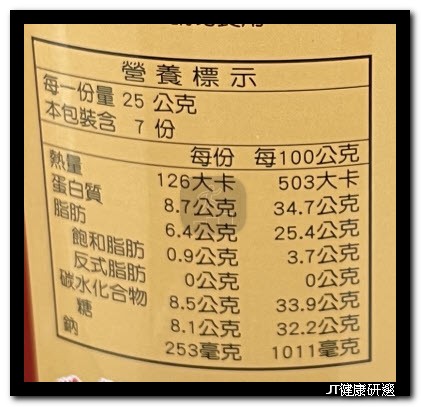 營養標示
每一份量 25 公克
本包裝含 7 份
每份 每100公克
熱量 126大卡 503大卡
蛋白質 8.7公克 34.7公克
脂肪 6.4公克 25.4公克
飽和脂肪 0.9公克 3.7公克
反式脂肪 0公克 0公克
碳水化合物 8.5公克 33.9公克
糖 8.1公克 32.2公克
鈉 253毫克 1011毫克
JT健康研邂